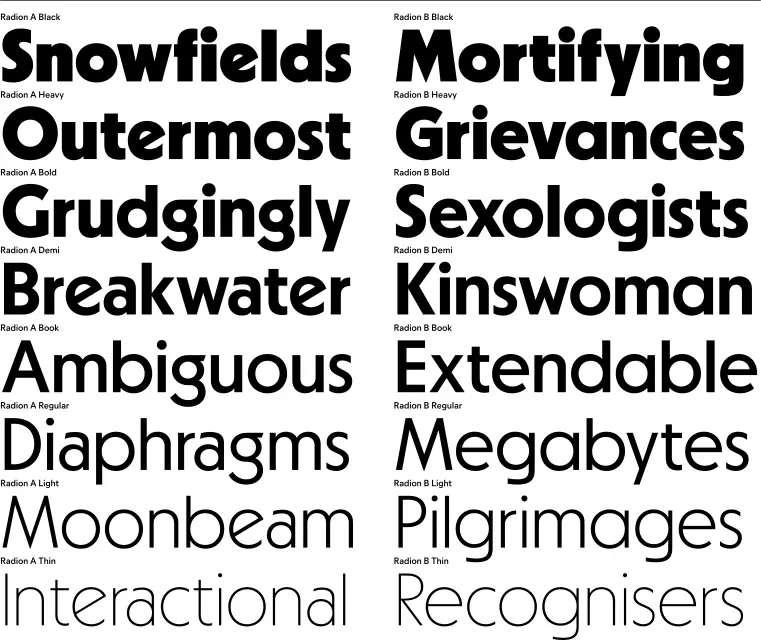 Radion A Black
Snowfields
Radion A Heavy
Outermost
Radion A Bold
Grudgingly
Radion A Demi
Breakwater
Radion A Book
Ambiguous
Radion A Regular
Diaphragms
Radion A Light
Moonbeam
Radion A Thin
Interactional
Radion B Black
Mortifying
Radion B Heavy
Grievances
Radion B Bold
Sexologists
Radion B Demi
Kinswoman
Radion B Book
Extendable
Radion B Regular
Megabytes
Radion B Light
Pilgrimages
Radion B Thin
Recognisers